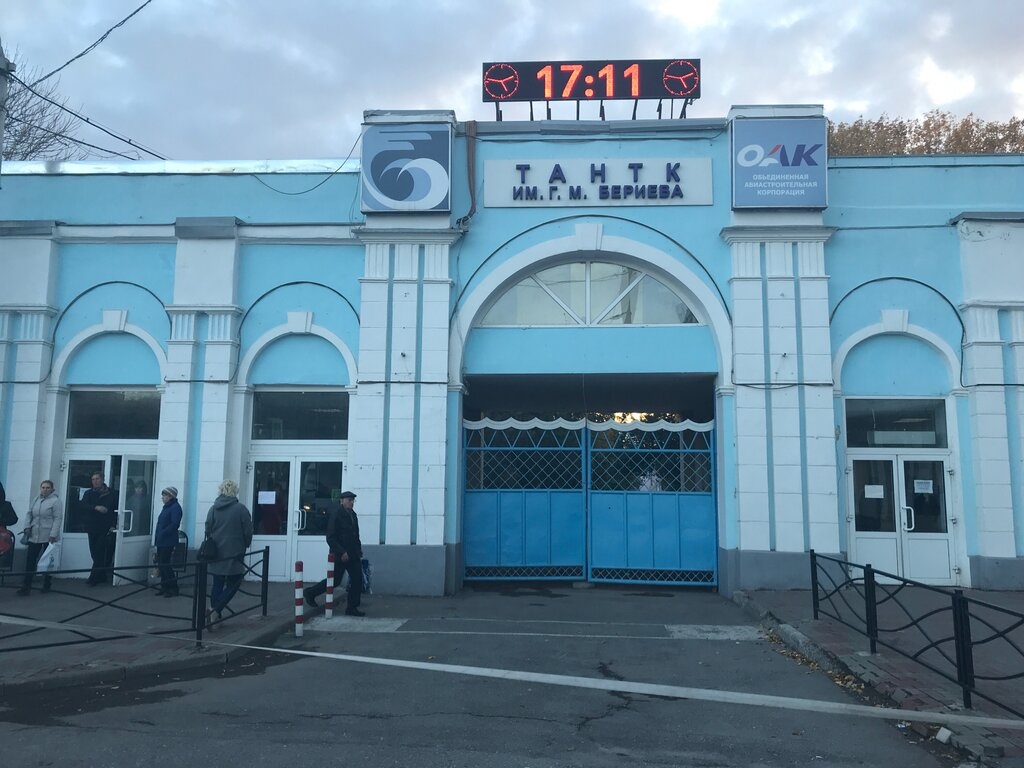 17:11
ТАНТК
ИМ. Г. М. БЕРИЕВА
ОАК
ОБЪЕДИНЕННАЯ
АВИАСТРОИТЕЛЬНАЯ
КОРПОРАЦИЯ